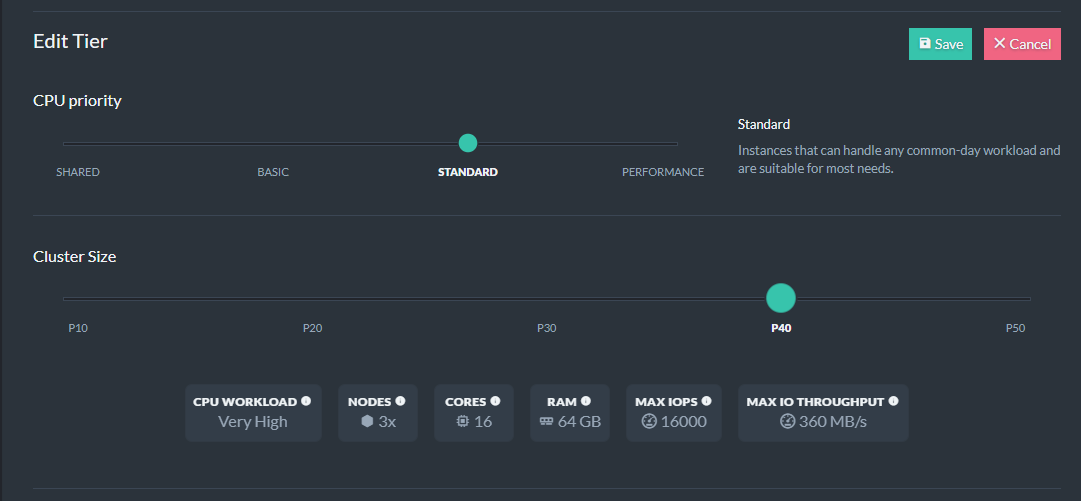 Edit Tier
Save
Cancel
CPU priority
SHARED
BASIC
STANDARD
PERFORMANCE
Standard
Instances that can handle any common-day workload and
are suitable for most needs.
Cluster Size
P10
P20
P30
P40
P50
CPU WORKLOAD
Very High
NODES
3x
CORES
16
RAM
64 GB
MAX IOPS
16000
MAX IO THROUGHPUT
360 MB/s